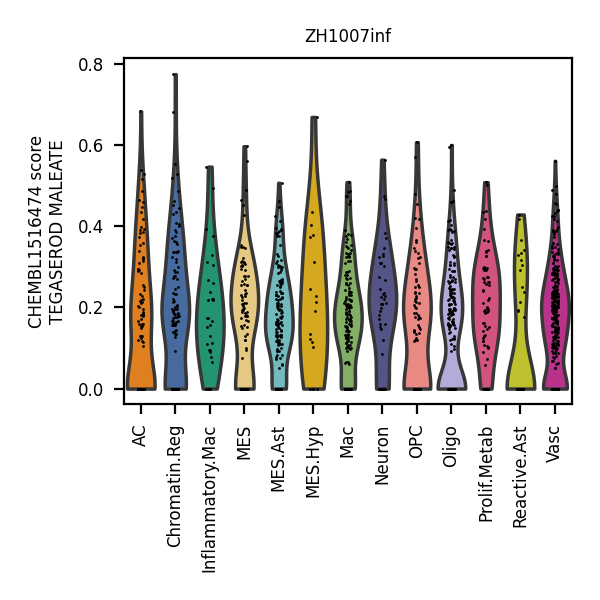 ZH1007inf
CHEMBL1516474 score
TEGASEROD MALEATE
0.8
0.6
0.4
0.2
0.0
AC
Chromatin.Reg
Inflammatory.Mac
MES
MES.Ast
MES.Hyp
Mac
Neuron
OPC
Oligo
Prolif.Metab
Reactive.Ast
Vasc